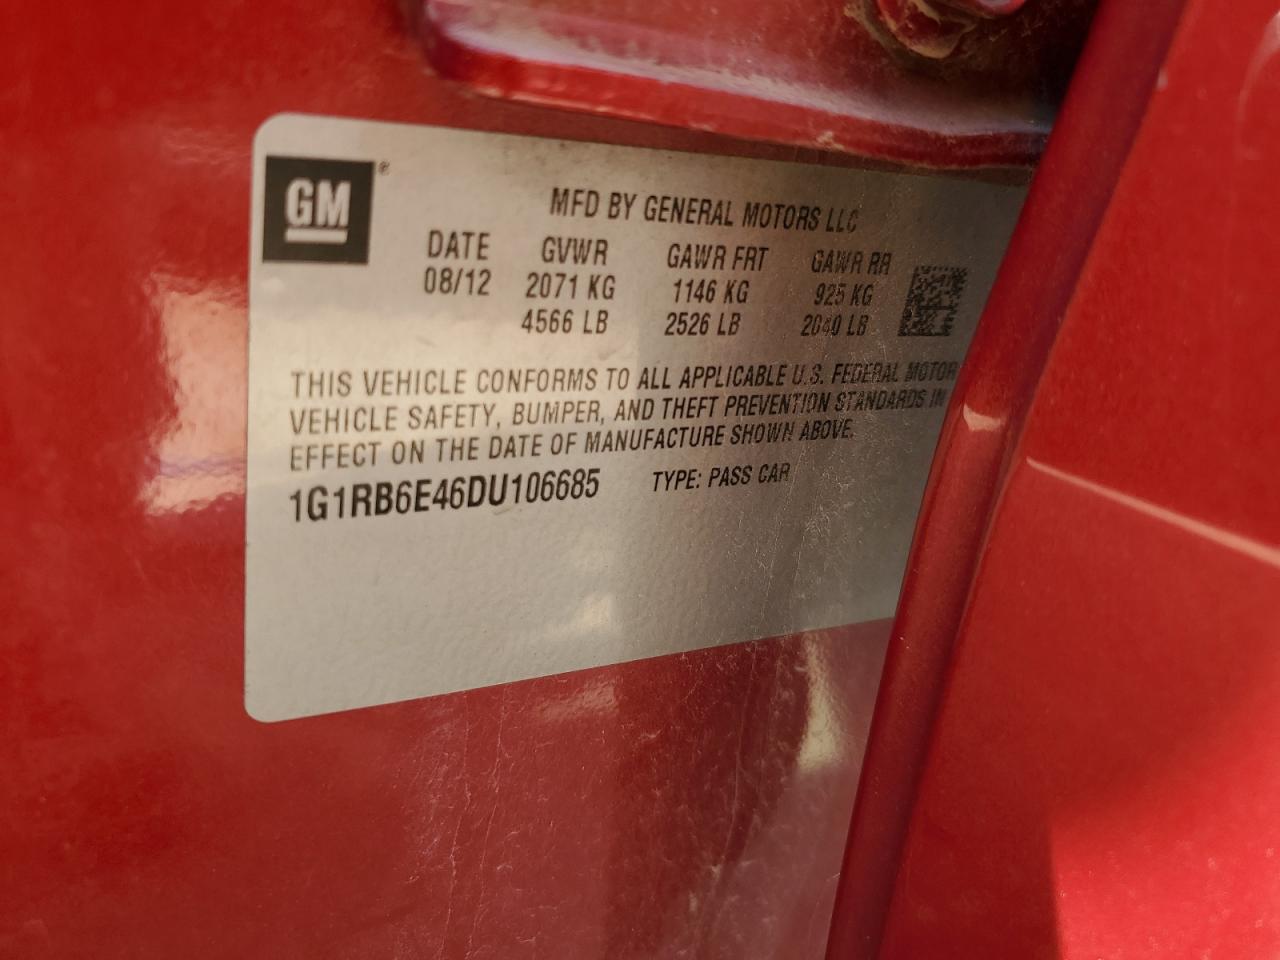 GM ®
MFD BY GENERAL MOTORS LLC
DATE GVWR GAWR FRT GAWR RR
08/12 2071 KG 1146 KG 925 KG
4566 LB 2526 LB 2040 LB
THIS VEHICLE CONFORMS TO ALL APPLICABLE U.S. FEDERAL MOTOR
VEHICLE SAFETY, BUMPER, AND THEFT PREVENTION STANDARDS IN
EFFECT ON THE DATE OF MANUFACTURE SHOWN ABOVE.
1G1RB6E46DU106685 TYPE: PASS CAR